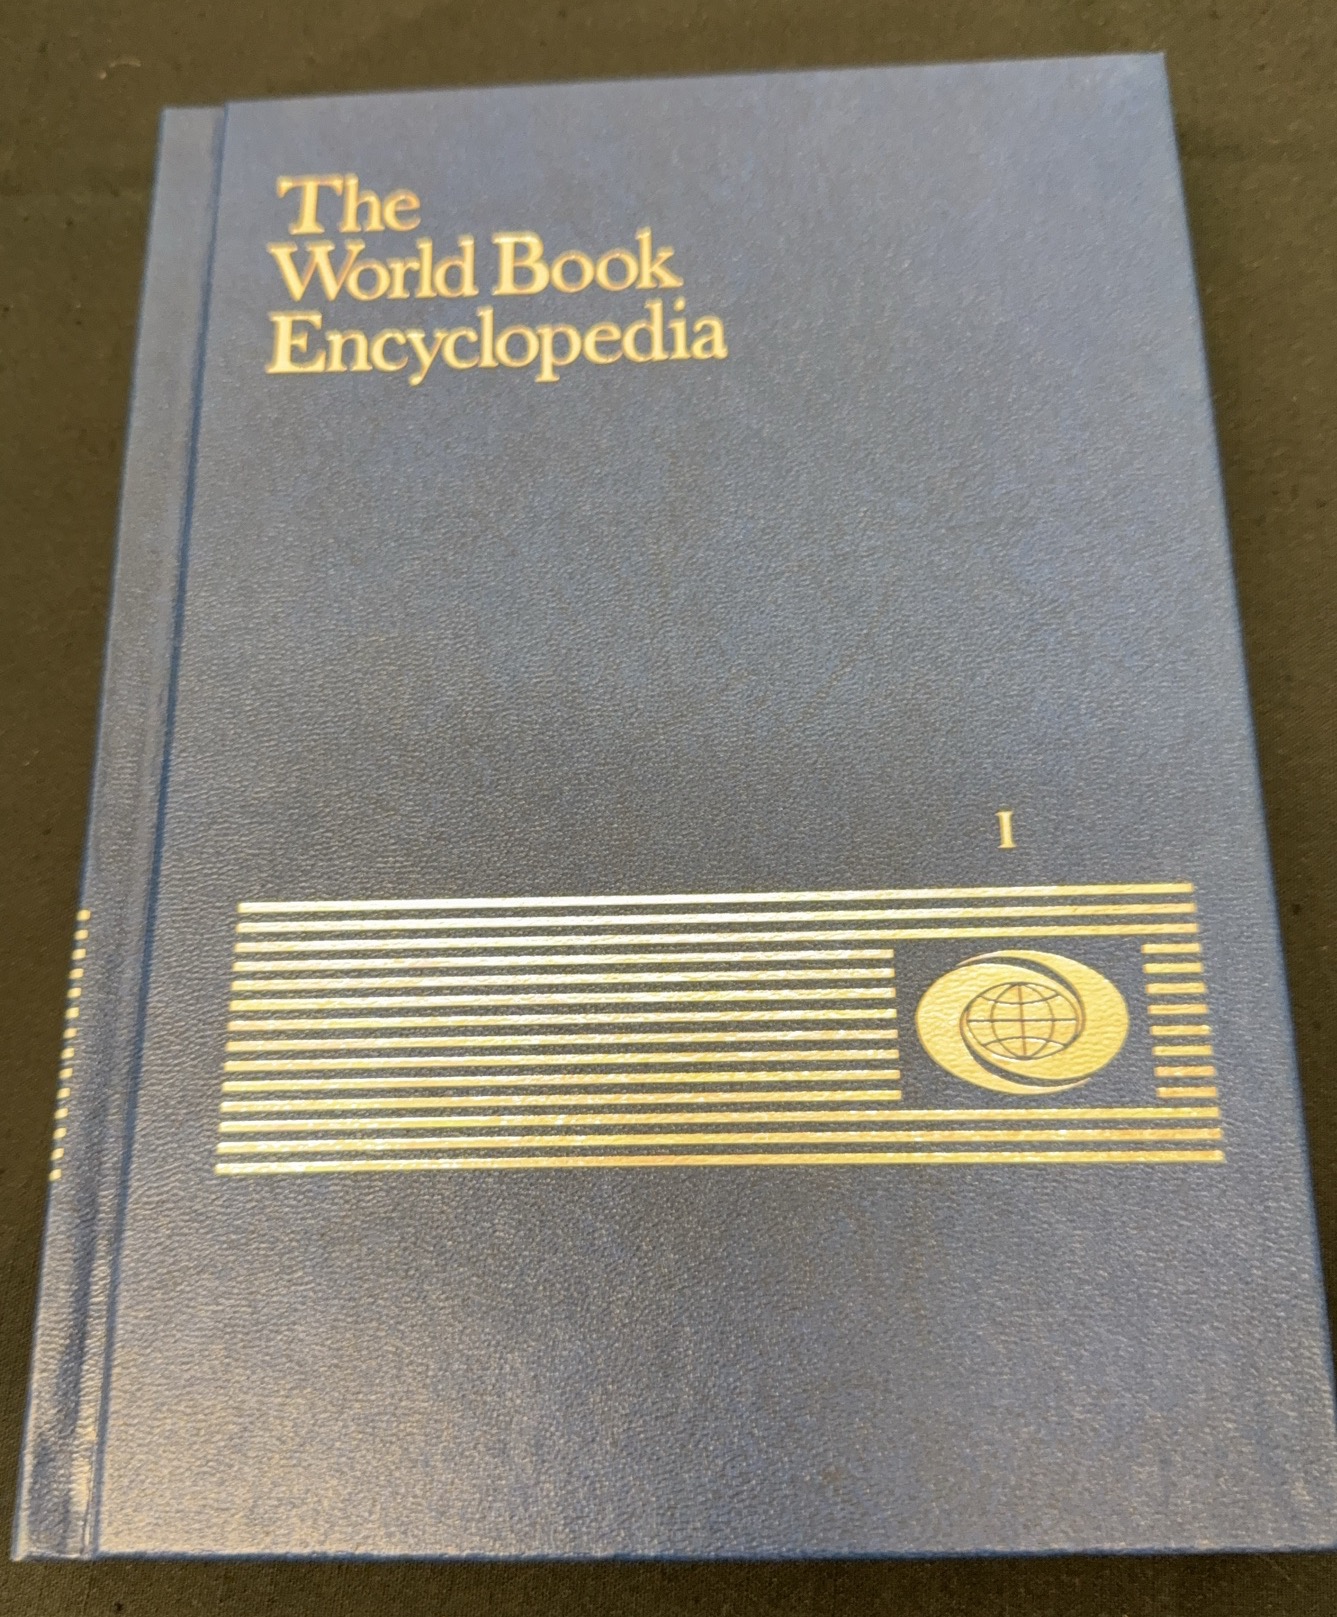 The
World Book
Encyclopedia
I